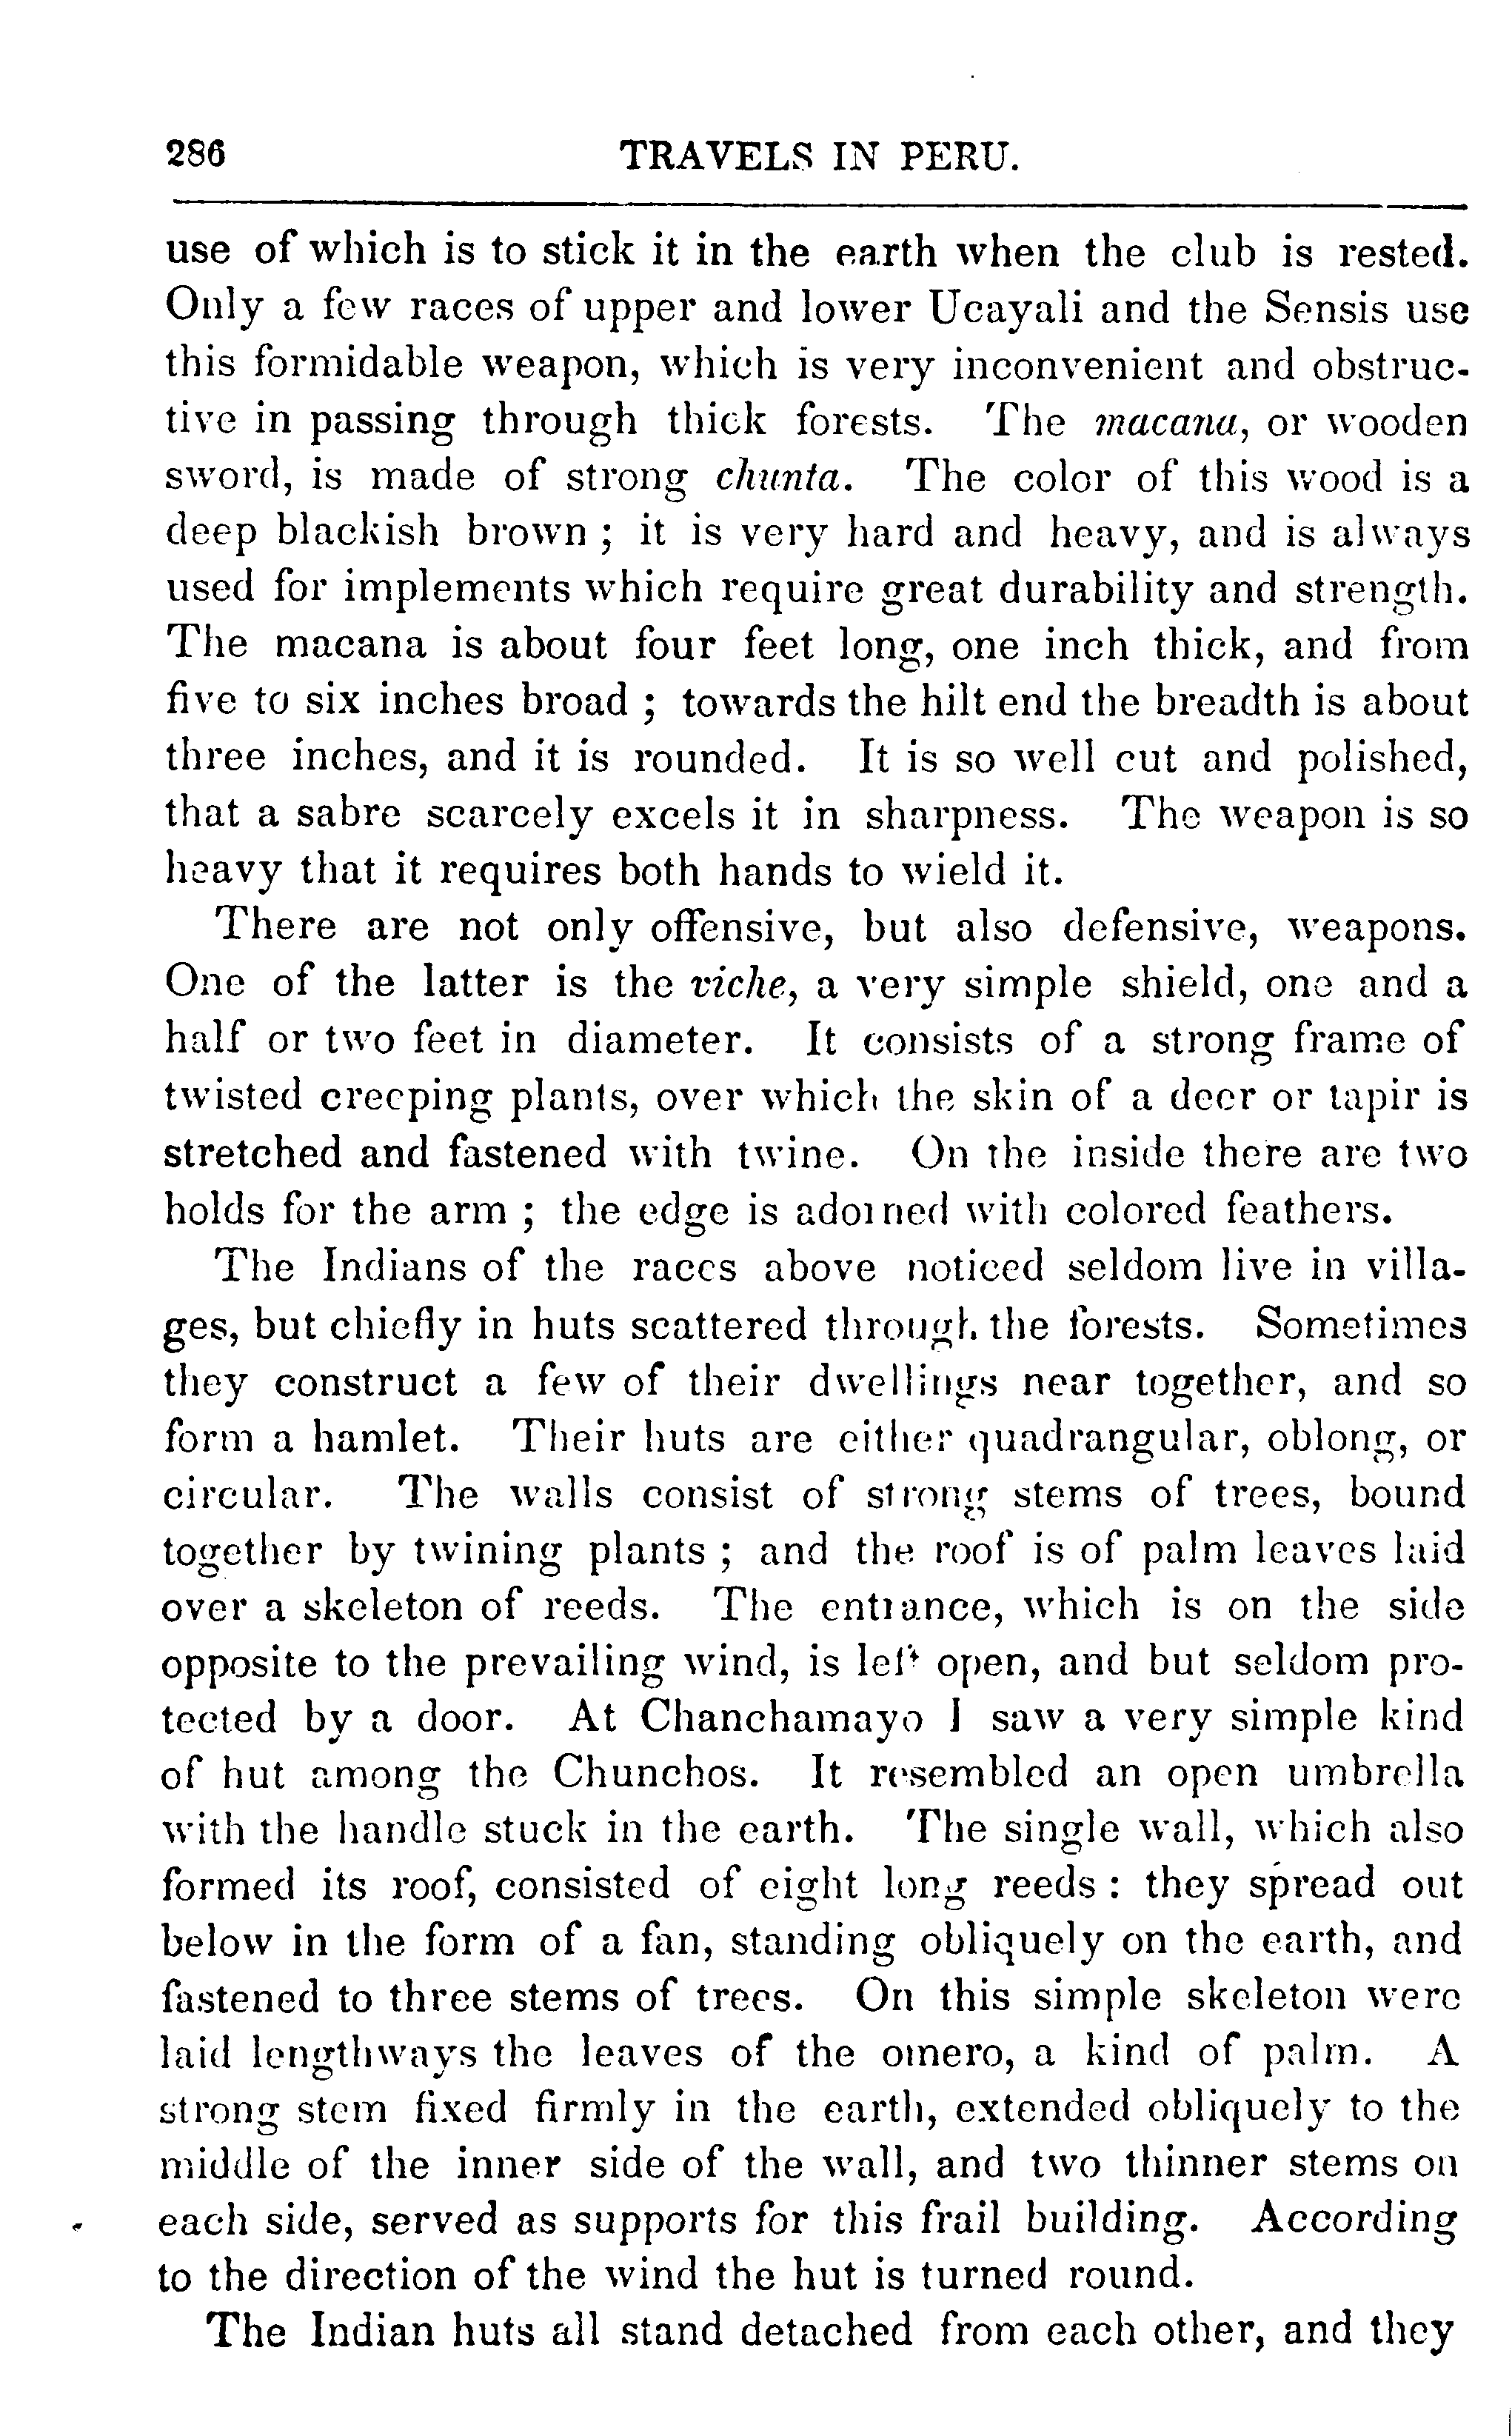 286 TRAVELS IN PERU.
use of which is to stick it in the earth when the club is rested.
Only a few races of upper and lower Ucayali and the Sensis use
this formidable weapon, which is very inconvenient and obstruc-
tive in passing through thick forests. The macana, or wooden
sword, is made of strong chunta. The color of this wood is a
deep blackish brown ; it is very hard and heavy, and is always
used for implements which require great durability and strength.
The macana is about four feet long, one inch thick, and from
five to six inches broad ; towards the hilt end the breadth is about
three inches, and it is rounded. It is so well cut and polished,
that a sabre scarcely excels it in sharpness. The weapon is so
heavy that it requires both hands to wield it.
There are not only offensive, but also defensive, weapons.
One of the latter is the viche, a very simple shield, one and a
half or two feet in diameter. It consists of a strong frame of
twisted creeping plants, over which the skin of a deer or tapir is
stretched and fastened with twine. On the inside there are two
holds for the arm ; the edge is adorned with colored feathers.
The Indians of the races above noticed seldom live in villa-
ges, but chiefly in huts scattered through the forests. Sometimes
they construct a few of their dwellings near together, and so
form a hamlet. Their huts are either quadrangular, oblong, or
circular. The walls consist of strong stems of trees, bound
together by twining plants ; and the roof is of palm leaves laid
over a skeleton of reeds. The entrance, which is on the side
opposite to the prevailing wind, is left open, and but seldom pro-
tected by a door. At Chanchamayo I saw a very simple kind
of hut among the Chunchos. It resembled an open umbrella
with the handle stuck in the earth. The single wall, which also
formed its roof, consisted of eight long reeds : they spread out
below in the form of a fan, standing obliquely on the earth, and
fastened to three stems of trees. On this simple skeleton were
laid lengthways the leaves of the omero, a kind of palm. A
strong stem fixed firmly in the earth, extended obliquely to the
middle of the inner side of the wall, and two thinner stems on
each side, served as supports for this frail building. According
to the direction of the wind the hut is turned round.
The Indian huts all stand detached from each other, and they